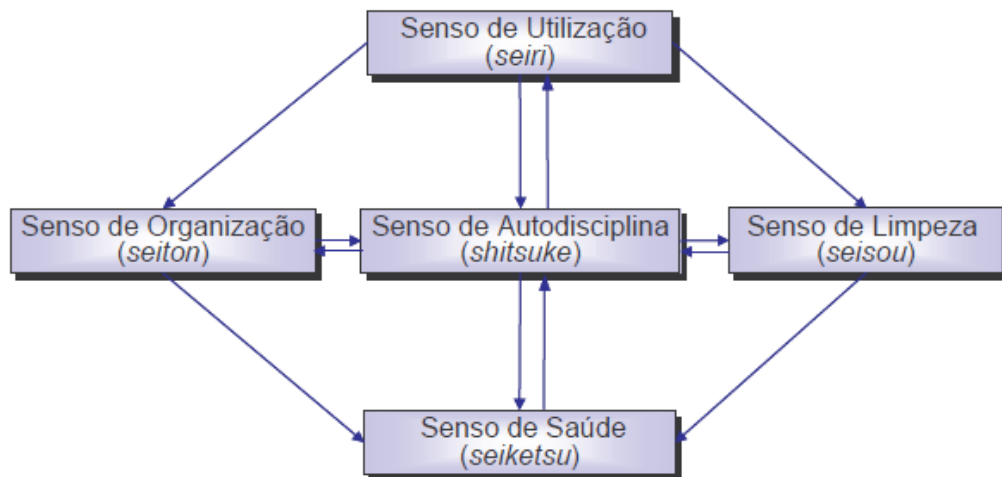 Senso de Utilização
(seiri)
Senso de Organização
(seiton)
Senso de Autodisciplina
(shitsuke)
Senso de Limpeza
(seisou)
Senso de Saúde
(seiketsu)